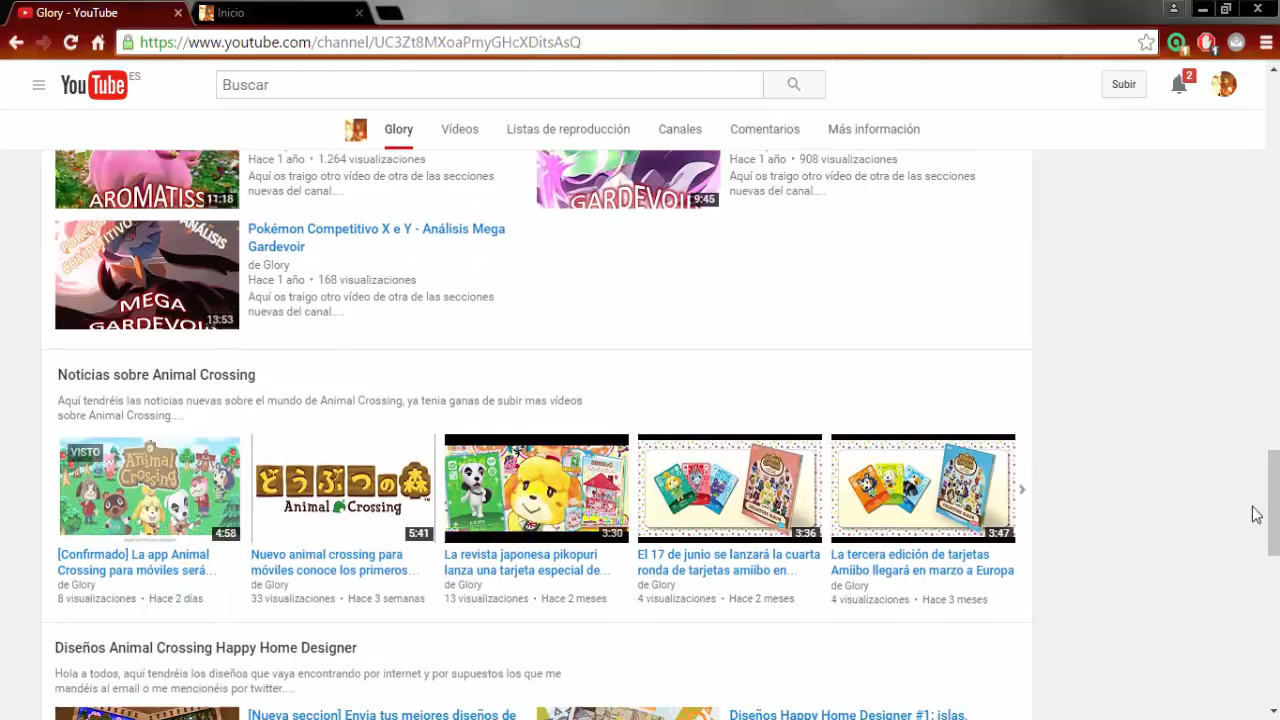 Glory - YouTube
Inicio
https://www.youtube.com/channel/UC3Zt8MXoaPmyGHcXDitsAsQ
1
1
YouTube ES
Buscar
Subir
2
Glory
Vídeos
Listas de reproducción
Canales
Comentarios
Más información
AROMATISS
11:18
Hace 1 año • 1.264 visualizaciones
Aquí os traigo otro vídeo de otra de las secciones
nuevas del canal....
GARDEVOIR
9:45
Hace 1 año • 908 visualizaciones
Aquí os traigo otro vídeo de otra de las secciones
nuevas del canal....
POKÉMON
COMPETITIVO
ANÁLISIS
MEGA
GARDEVOIR
13:53
Pokémon Competitivo X e Y - Análisis Mega
Gardevoir
de Glory
Hace 1 año • 168 visualizaciones
Aquí os traigo otro vídeo de otra de las secciones
nuevas del canal....
Noticias sobre Animal Crossing
Aquí tendréis las noticias nuevas sobre el mundo de Animal Crossing, ya tenia ganas de subir mas vídeos
sobre Animal Crossing....
VISTO
Animal
Crossing
4:58
[Confirmado] La app Animal
Crossing para móviles será...
de Glory
8 visualizaciones • Hace 2 días
どうぶつの森
Animal Crossing
5:41
Nuevo animal crossing para
móviles conoce los primeros...
de Glory
33 visualizaciones • Hace 3 semanas
3:30
La revista japonesa pikopuri
lanza una tarjeta especial de...
de Glory
13 visualizaciones • Hace 2 meses
3:36
El 17 de junio se lanzará la cuarta
ronda de tarjetas amiibo en...
de Glory
4 visualizaciones • Hace 2 meses
3:47
La tercera edición de tarjetas
Amiibo llegará en marzo a Europa
de Glory
4 visualizaciones • Hace 3 meses
Diseños Animal Crossing Happy Home Designer
Hola a todos, aquí tendréis los diseños que vaya encontrando por internet y por supuestos los que me
mandéis al email o me mencionéis por twitter....
[Nueva seccion] Envia tus mejores diseños de
Diseños Happy Home Designer #1: islas,